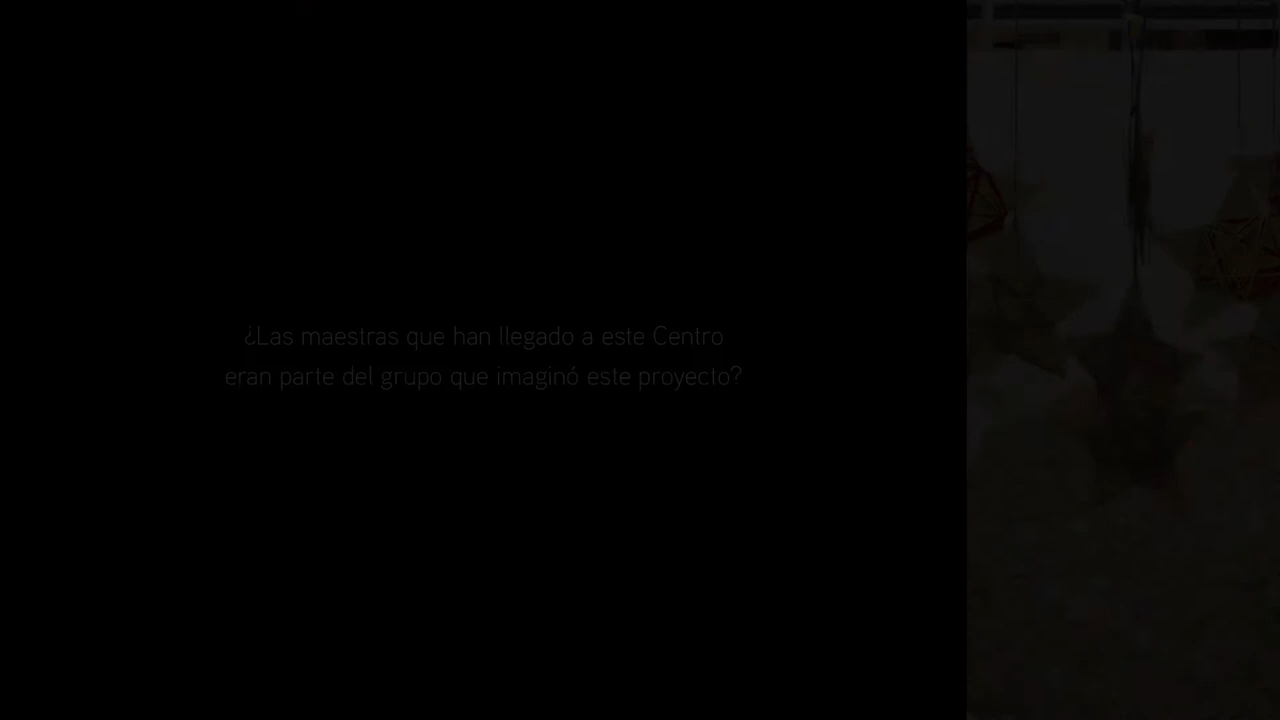 ¿Las maestras que han llegado a este Centro
eran parte del grupo que imaginó este proyecto?